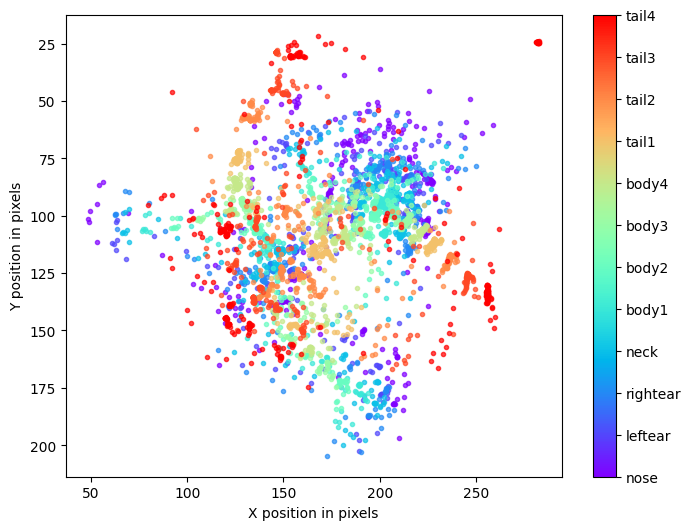 Y position in pixels
25
50
75
100
125
150
175
200
50
100
150
200
250
X position in pixels
tail4
tail3
tail2
tail1
body4
body3
body2
body1
neck
rightear
leftear
nose